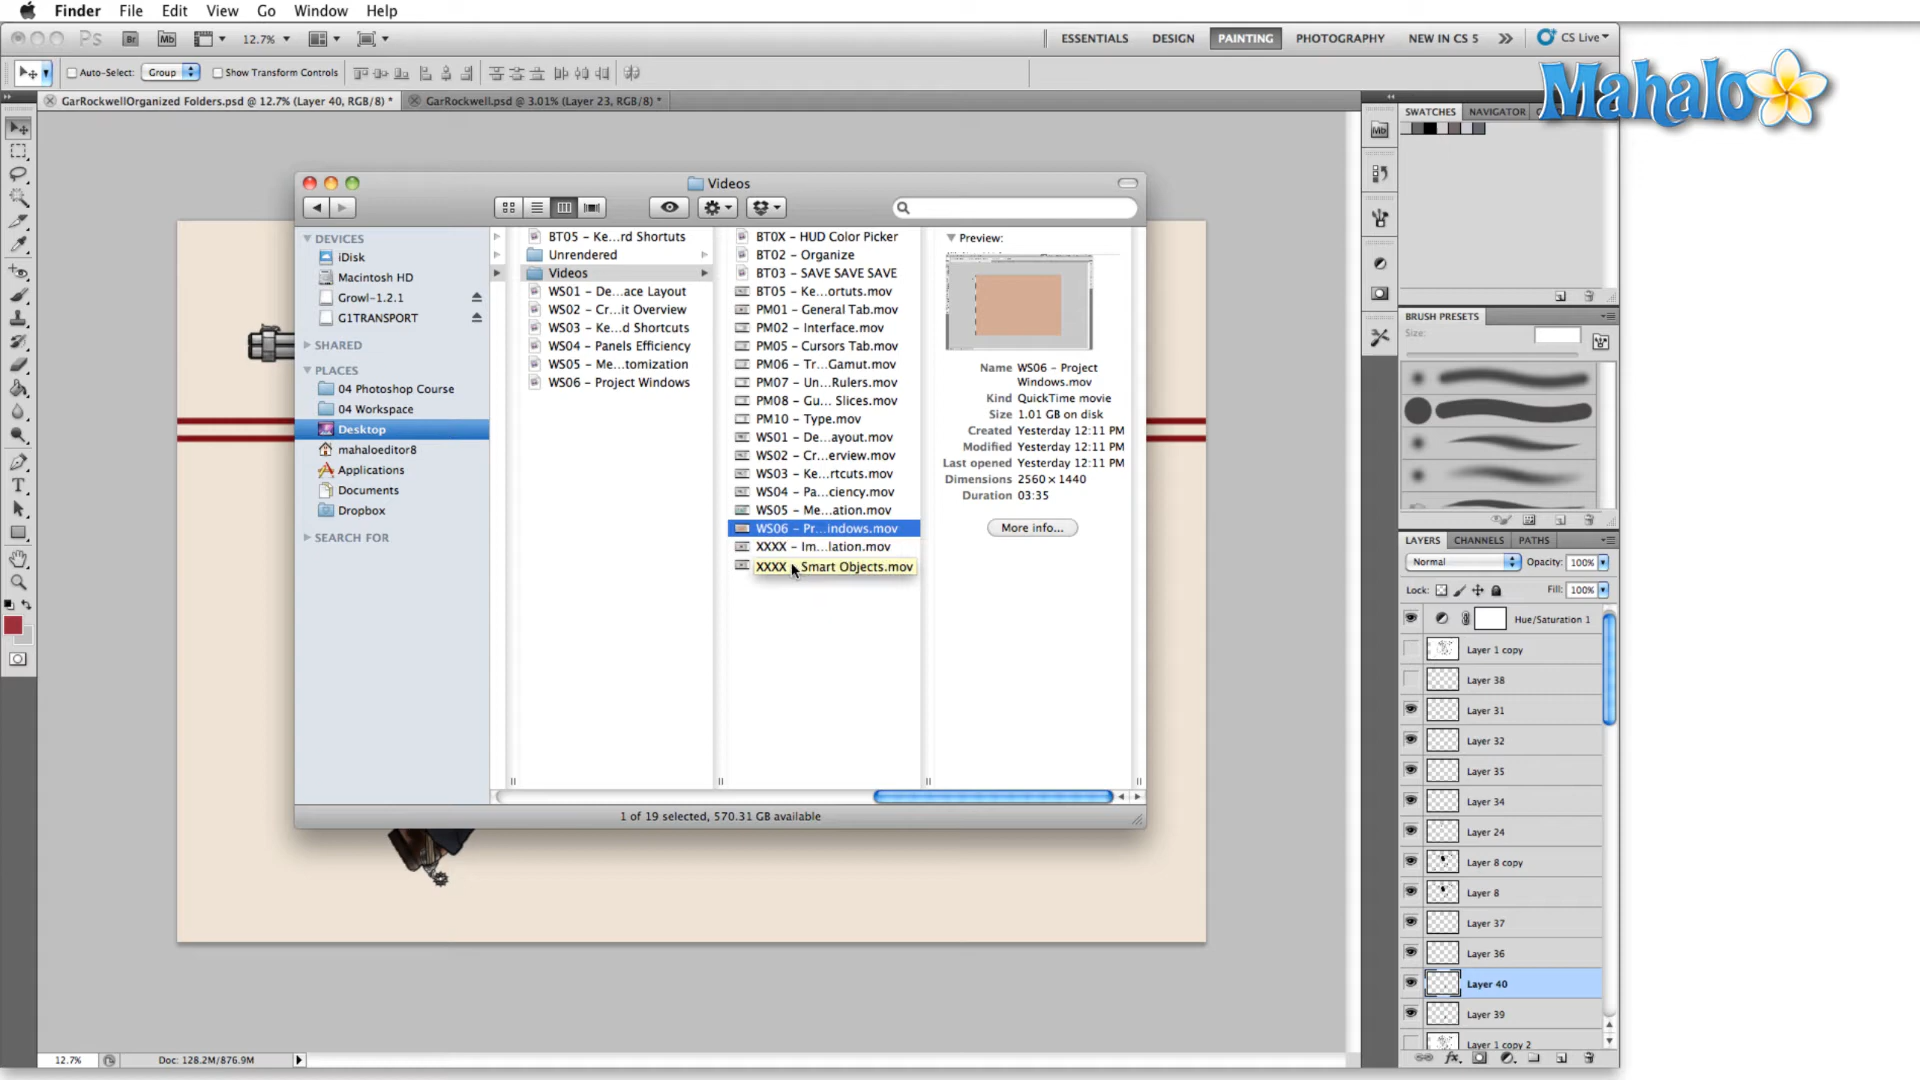 Finder File Edit View Go Window Help
Ps Br Mb 12.7% ESSENTIALS DESIGN PAINTING PHOTOGRAPHY NEW IN CS 5 CS Live
Auto-Select: Group Show Transform Controls
Mahalo
GarRockwellOrganized Folders.psd @ 12.7% (Layer 40, RGB/8) * GarRockwell.psd @ 3.01% (Layer 23, RGB/8) *
SWATCHES NAVIGATOR
Mb
Videos
DEVICES
iDisk
Macintosh HD
Growl-1.2.1
G1TRANSPORT
SHARED
PLACES
04 Photoshop Course
04 Workspace
Desktop
mahaloeditor8
Applications
Documents
Dropbox
SEARCH FOR
BT05 - Ke...rd Shortuts
Unrendered
Videos
WS01 - De...ace Layout
WS02 - Cr...it Overview
WS03 - Ke...d Shortcuts
WS04 - Panels Efficiency
WS05 - Me...tomization
WS06 - Project Windows
BT0X - HUD Color Picker
BT02 - Organize
BT03 - SAVE SAVE SAVE
BT05 - Ke...ortuts.mov
PM01 - General Tab.mov
PM02 - Interface.mov
PM05 - Cursors Tab.mov
PM06 - Tr...Gamut.mov
PM07 - Un...Rulers.mov
PM08 - Gu... Slices.mov
PM10 - Type.mov
WS01 - De...ayout.mov
WS02 - Cr...erview.mov
WS03 - Ke...rtcuts.mov
WS04 - Pa...ciency.mov
WS05 - Me...ation.mov
WS06 - Pr...indows.mov
XXXX - Im...lation.mov
XXXX - Smart Objects.mov
Preview:
Name WS06 - Project
Windows.mov
Kind QuickTime movie
Size 1.01 GB on disk
Created Yesterday 12:11 PM
Modified Yesterday 12:11 PM
Last opened Yesterday 12:11 PM
Dimensions 2560 × 1440
Duration 03:35
More info...
1 of 19 selected, 570.31 GB available
BRUSH PRESETS
Size:
LAYERS CHANNELS PATHS
Normal Opacity: 100%
Lock: Fill: 100%
Hue/Saturation 1
Layer 1 copy
Layer 38
Layer 31
Layer 32
Layer 35
Layer 34
Layer 24
Layer 8 copy
Layer 8
Layer 37
Layer 36
Layer 40
Layer 39
Layer 1 copy 2
fx
12.7% Doc: 128.2M/876.9M